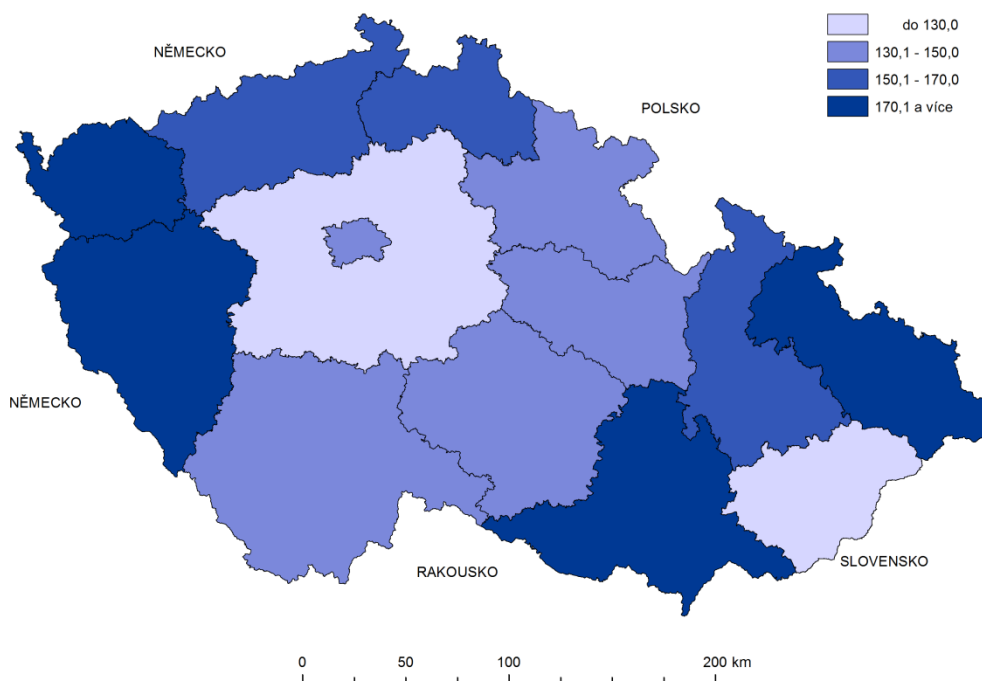 do 130,0
130,1 - 150,0
150,1 - 170,0
170,1 a více
NĚMECKO
POLSKO
NĚMECKO
SLOVENSKO
RAKOUSKO
0 50 100 200 km